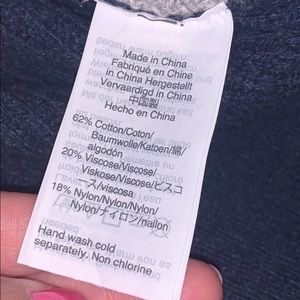 Made in China
Fabriqué en Chine
in China Hergestellt
Vervaardigd in China
中国製
Hecho en China
62% Cotton/Coton/
Baumwolle/Katoen/綿/
algodón
20% Viscose/Viscose/
Viskose/Viscose/ビスコ
ース/viscosa
18% Nylon/Nylon/Nylon/
Nylon/ナイロン/nailon
Hand wash cold
separately. Non chlorine